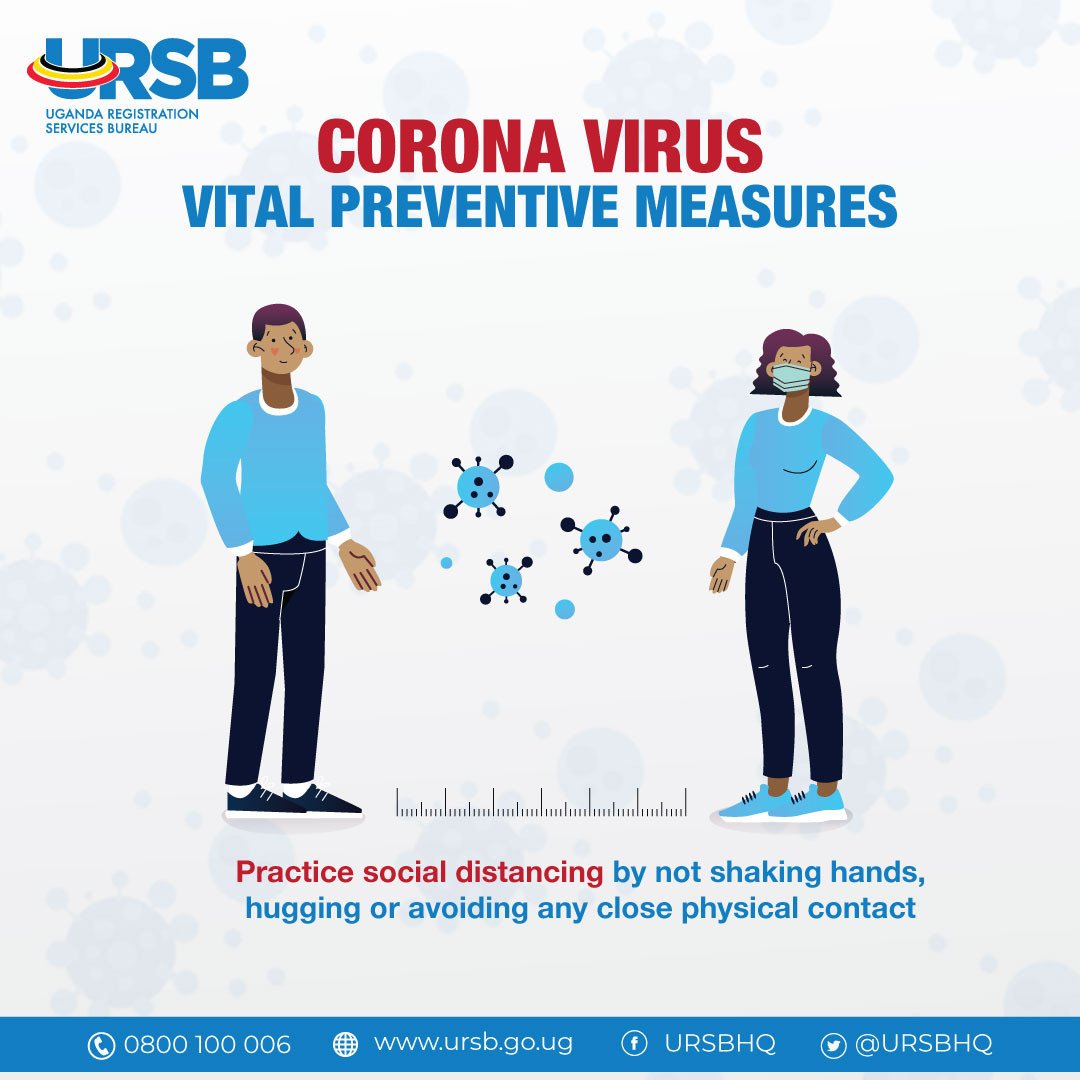 URSB
UGANDA REGISTRATION
SERVICES BUREAU
CORONA VIRUS
VITAL PREVENTIVE MEASURES
Practice social distancing by not shaking hands,
hugging or avoiding any close physical contact
0800 100 006 www.ursb.go.ug URSBHQ @URSBHQ